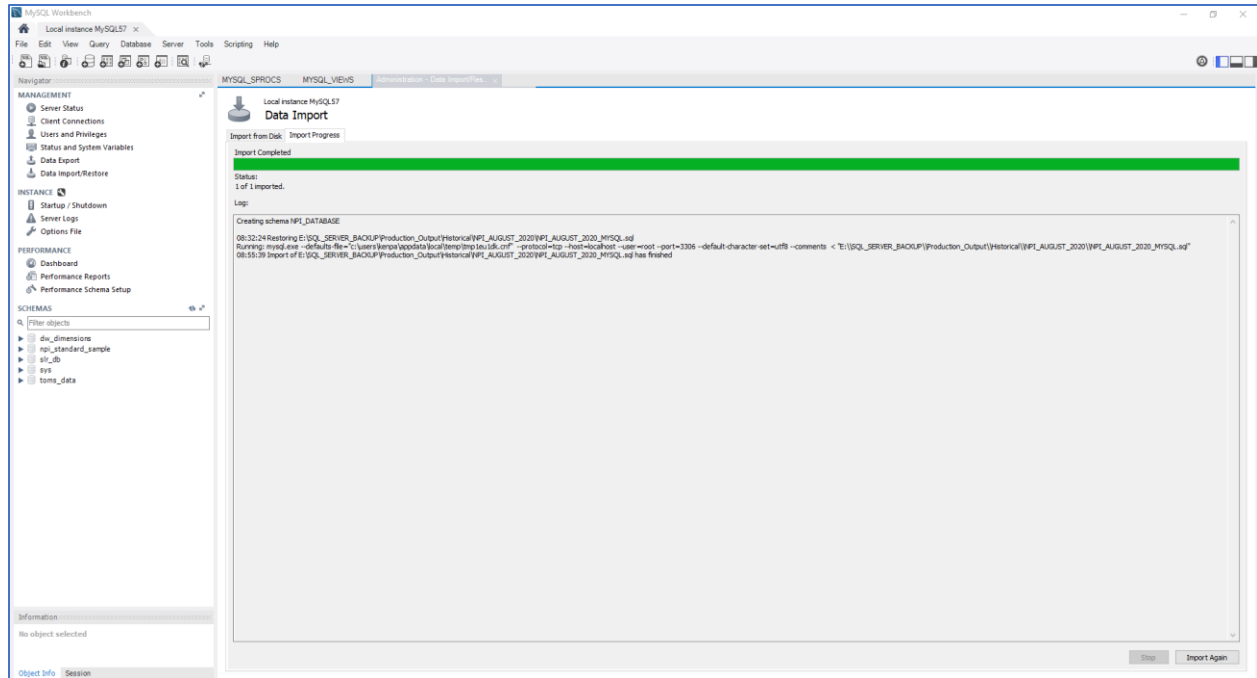 MySQL Workbench
Local instance MySQL57 ×
File Edit View Query Database Server Tools Scripting Help
Navigator
MANAGEMENT
Server Status
Client Connections
Users and Privileges
Status and System Variables
Data Export
Data Import/Restore
INSTANCE
Startup / Shutdown
Server Logs
Options File
PERFORMANCE
Dashboard
Performance Reports
Performance Schema Setup
SCHEMAS
Filter objects
dw_dimensions
npi_standard_sample
slr_db
sys
toms_data
Information
No object selected
Object Info Session
MYSQL_SPROCS MYSQL_VIEWS Administration - Data Import/Res... ×
Local instance MySQL57
Data Import
Import from Disk Import Progress
Import Completed
Status:
1 of 1 imported.
Log:
Creating schema NPI_DATABASE
08:32:24 Restoring E:\SQL_SERVER_BACKUP\Production_Output\Historical\NPI_AUGUST_2020\NPI_AUGUST_2020_MYSQL.sql
Running: mysql.exe --defaults-file="c:\users\kenpa\appdata\local\temp\tmp1eu1dk.cnf" --protocol=tcp --host=localhost --user=root --port=3306 --default-character-set=utf8 --comments < "E:\\SQL_SERVER_BACKUP\\Production_Output\\Historical\\NPI_AUGUST_2020\\NPI_AUGUST_2020_MYSQL.sql"
08:55:39 Import of E:\SQL_SERVER_BACKUP\Production_Output\Historical\NPI_AUGUST_2020\NPI_AUGUST_2020_MYSQL.sql has finished
Stop Import Again